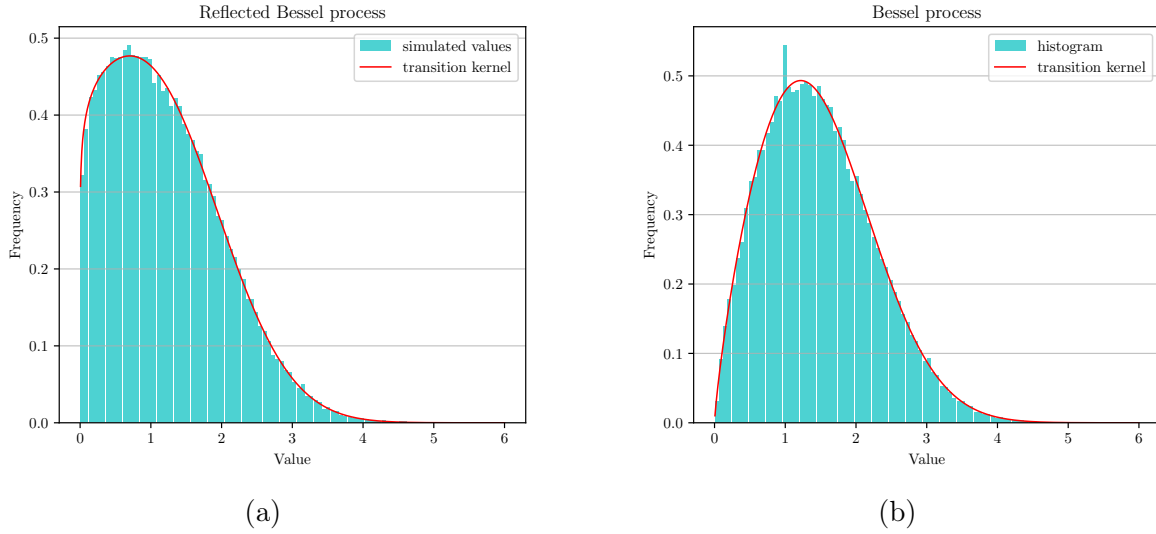 Reflected Bessel process
simulated values
transition kernel
Frequency
0.5
0.4
0.3
0.2
0.1
0.0
0 1 2 3 4 5 6
Value
(a)
Bessel process
histogram
transition kernel
Frequency
0.5
0.4
0.3
0.2
0.1
0.0
0 1 2 3 4 5 6
Value
(b)